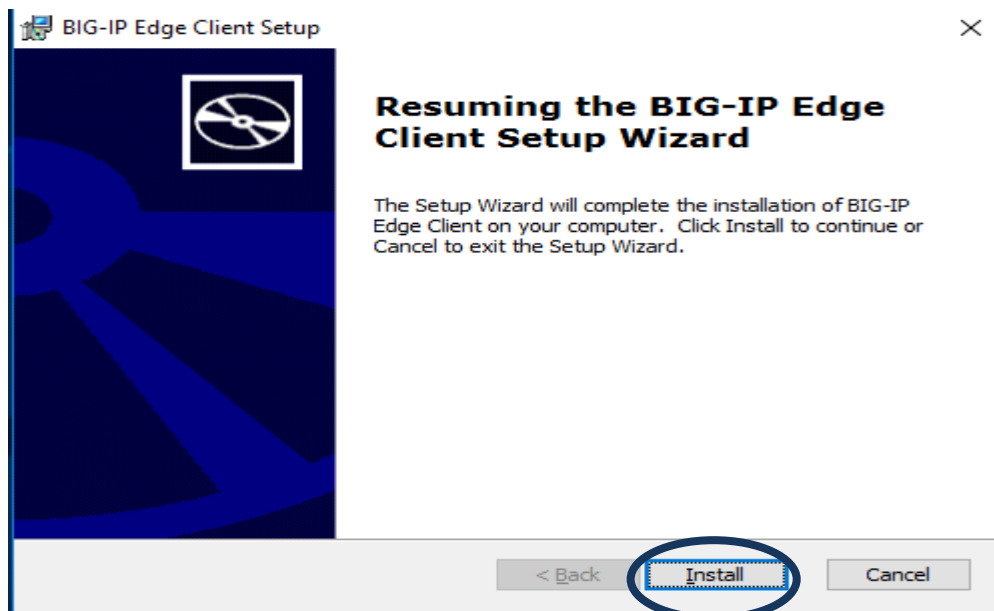 BIG-IP Edge Client Setup
Resuming the BIG-IP Edge
Client Setup Wizard
The Setup Wizard will complete the installation of BIG-IP
Edge Client on your computer.  Click Install to continue or
Cancel to exit the Setup Wizard.
< Back
Install
Cancel